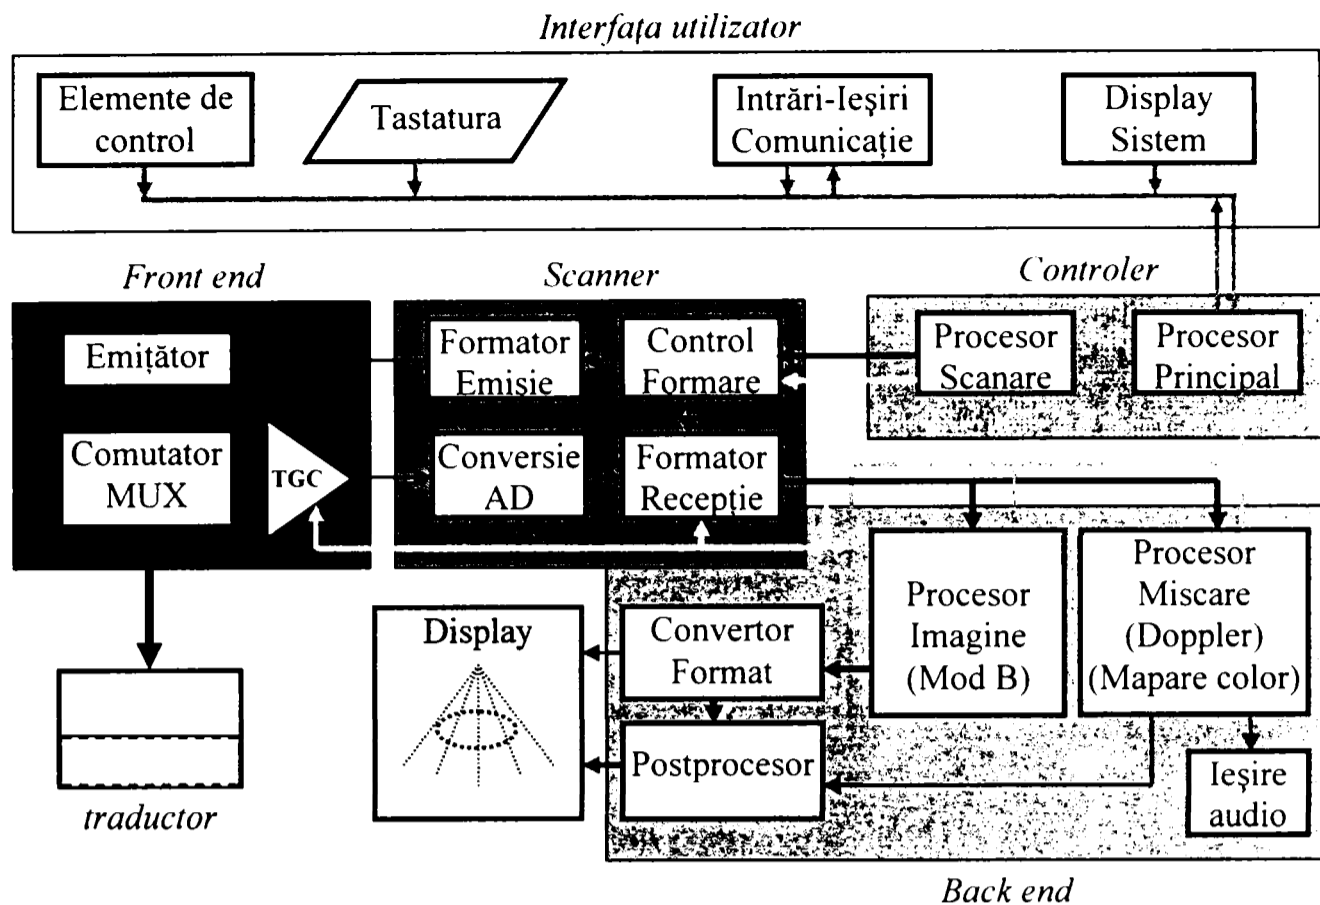 Interfața utilizator
Elemente de
control
Tastatura
Intrări-Ieșiri
Comunicație
Display
Sistem
Front end
Scanner
Controler
Emițător
Formator
Emisie
Control
Formare
Procesor
Scanare
Procesor
Principal
Comutator
MUX
TGC
Conversie
AD
Formator
Recepție
Display
Convertor
Format
Procesor
Imagine
(Mod B)
Procesor
Miscare
(Doppler)
(Mapare color)
Postprocesor
Ieșire
audio
traductor
Back end